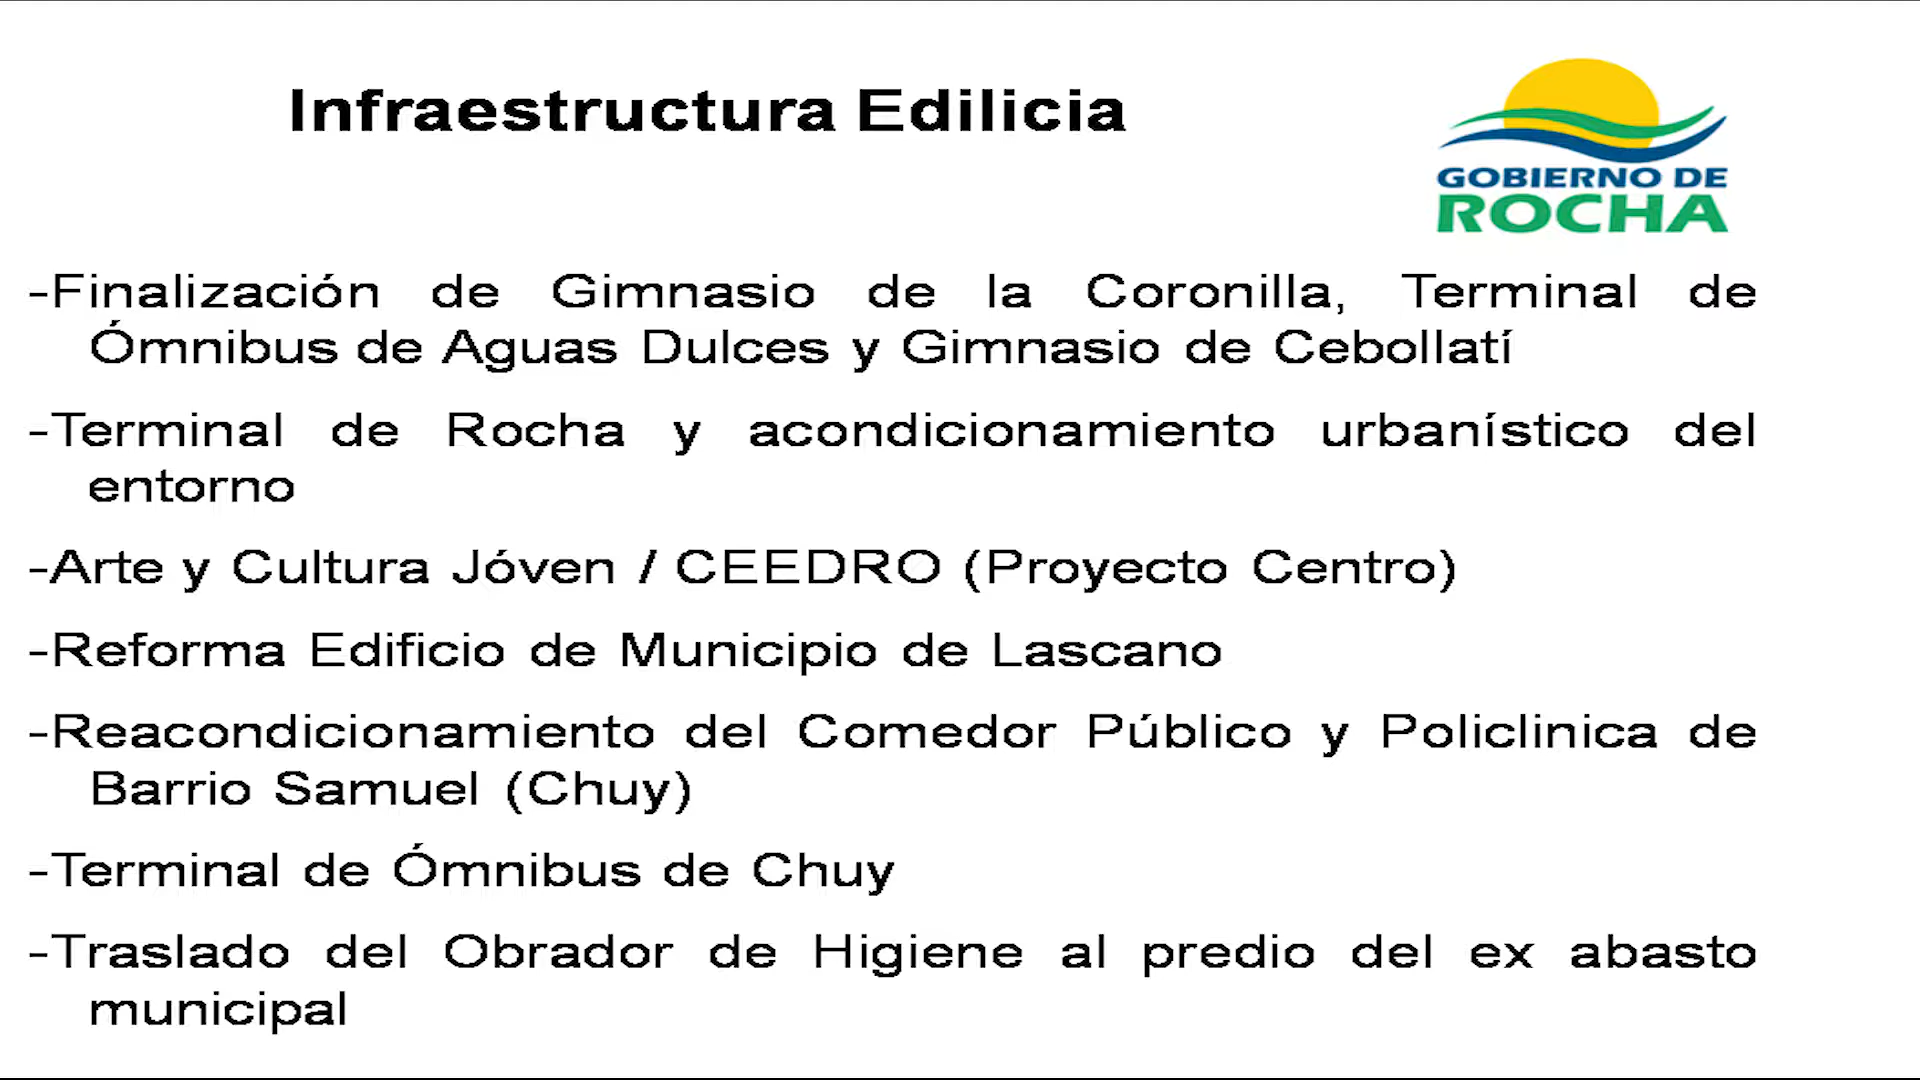 Infraestructura Edilicia
GOBIERNO DE
ROCHA
-Finalización de Gimnasio de la Coronilla, Terminal de
Ómnibus de Aguas Dulces y Gimnasio de Cebollatí
-Terminal de Rocha y acondicionamiento urbanístico del
entorno
-Arte y Cultura Jóven / CEEDRO (Proyecto Centro)
-Reforma Edificio de Municipio de Lascano
-Reacondicionamiento del Comedor Público y Policlinica de
Barrio Samuel (Chuy)
-Terminal de Ómnibus de Chuy
-Traslado del Obrador de Higiene al predio del ex abasto
municipal